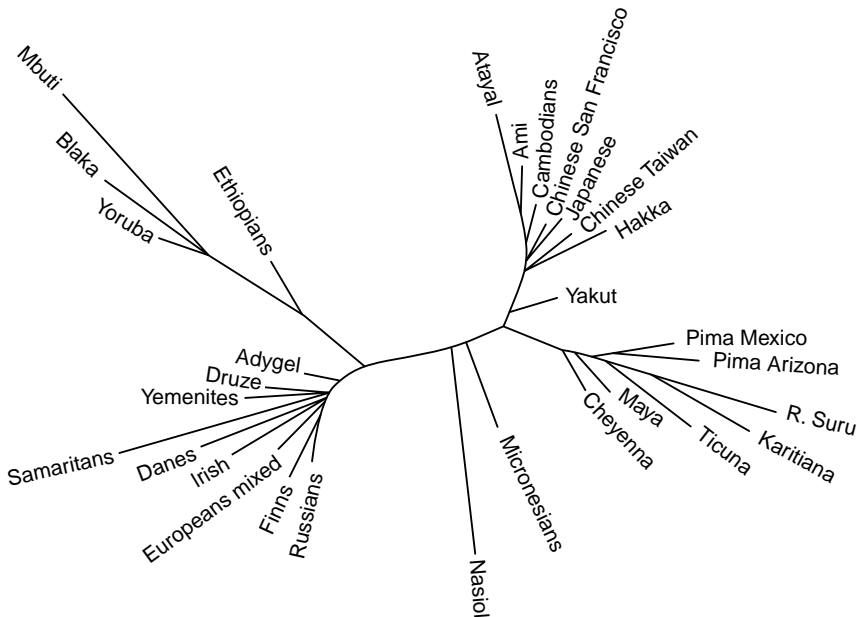 Mbuti
Blaka
Yoruba
Ethiopians
Atayal
Ami
Cambodians
Chinese San Francisco
Japanese
Chinese Taiwan
Hakka
Yakut
Pima Mexico
Pima Arizona
R. Suru
Karitiana
Ticuna
Maya
Cheyenna
Micronesians
Nasiol
Adygel
Druze
Yemenites
Samaritans
Danes
Irish
Europeans mixed
Finns
Russians